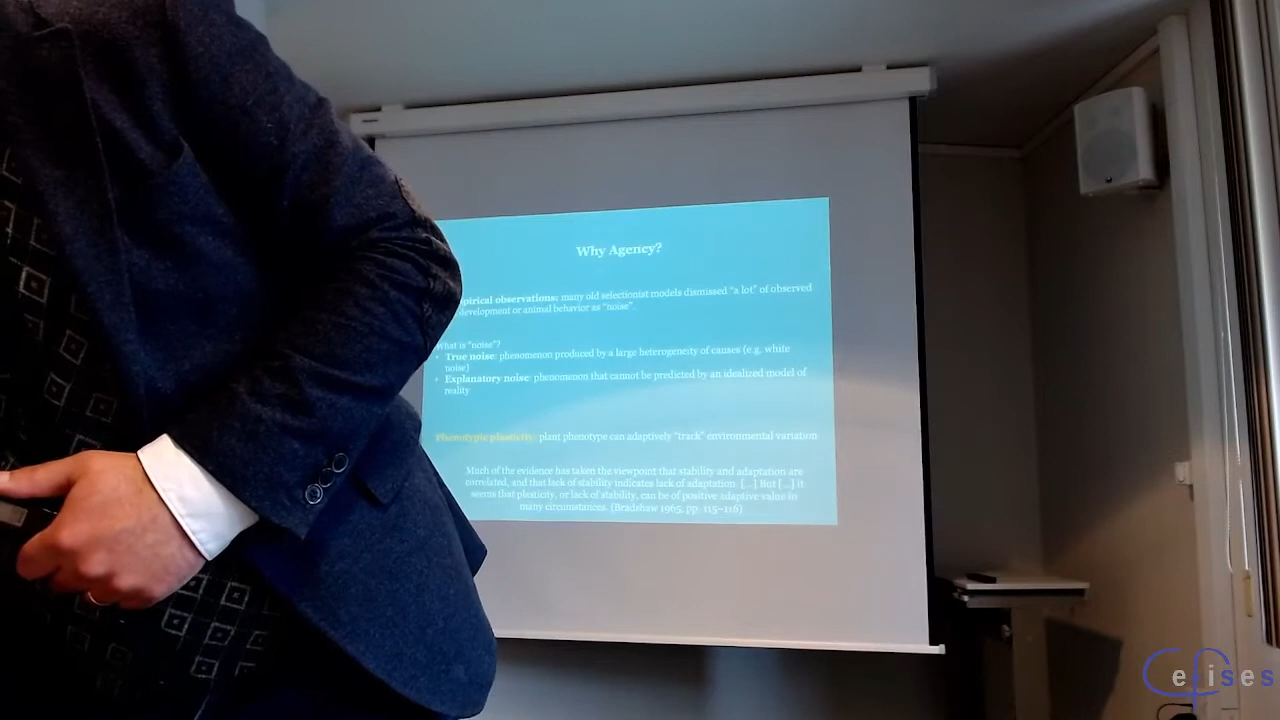 Why Agency?
pirical observations: many old selectionist models dismissed “a lot” of observed
development or animal behavior as “noise”.
What is “noise”?
• True noise: phenomenon produced by a large heterogeneity of causes (e.g. white
noise)
• Explanatory noise: phenomenon that cannot be predicted by an idealized model of
reality
Phenotypic plasticity: plant phenotype can adaptively “track” environmental variation
Much of the evidence has taken the viewpoint that stability and adaptation are
correlated, and that lack of stability indicates lack of adaptation. [...] But [...] it
seems that plasticity, or lack of stability, can be of positive adaptive value in
many circumstances. (Bradshaw 1965, pp. 115–116)
Cefises